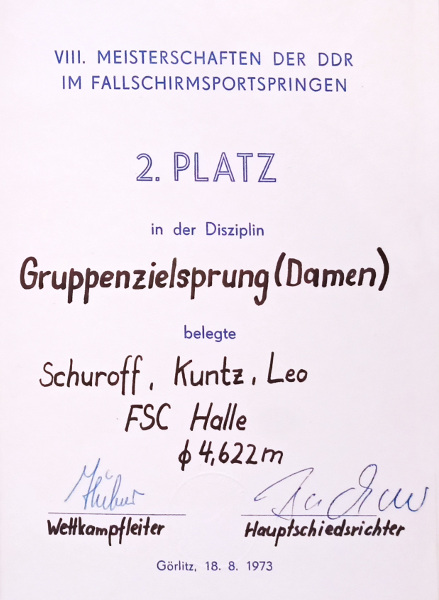 VIII. MEISTERSCHAFTEN DER DDR
IM FALLSCHIRMSPORTSPRINGEN
2. PLATZ
in der Disziplin
Gruppenzielsprung (Damen)
belegte
Schuroff, Kuntz, Leo
FSC Halle
ϕ 4,622m
Wettkampfleiter Hauptschiedsrichter
Görlitz, 18. 8. 1973